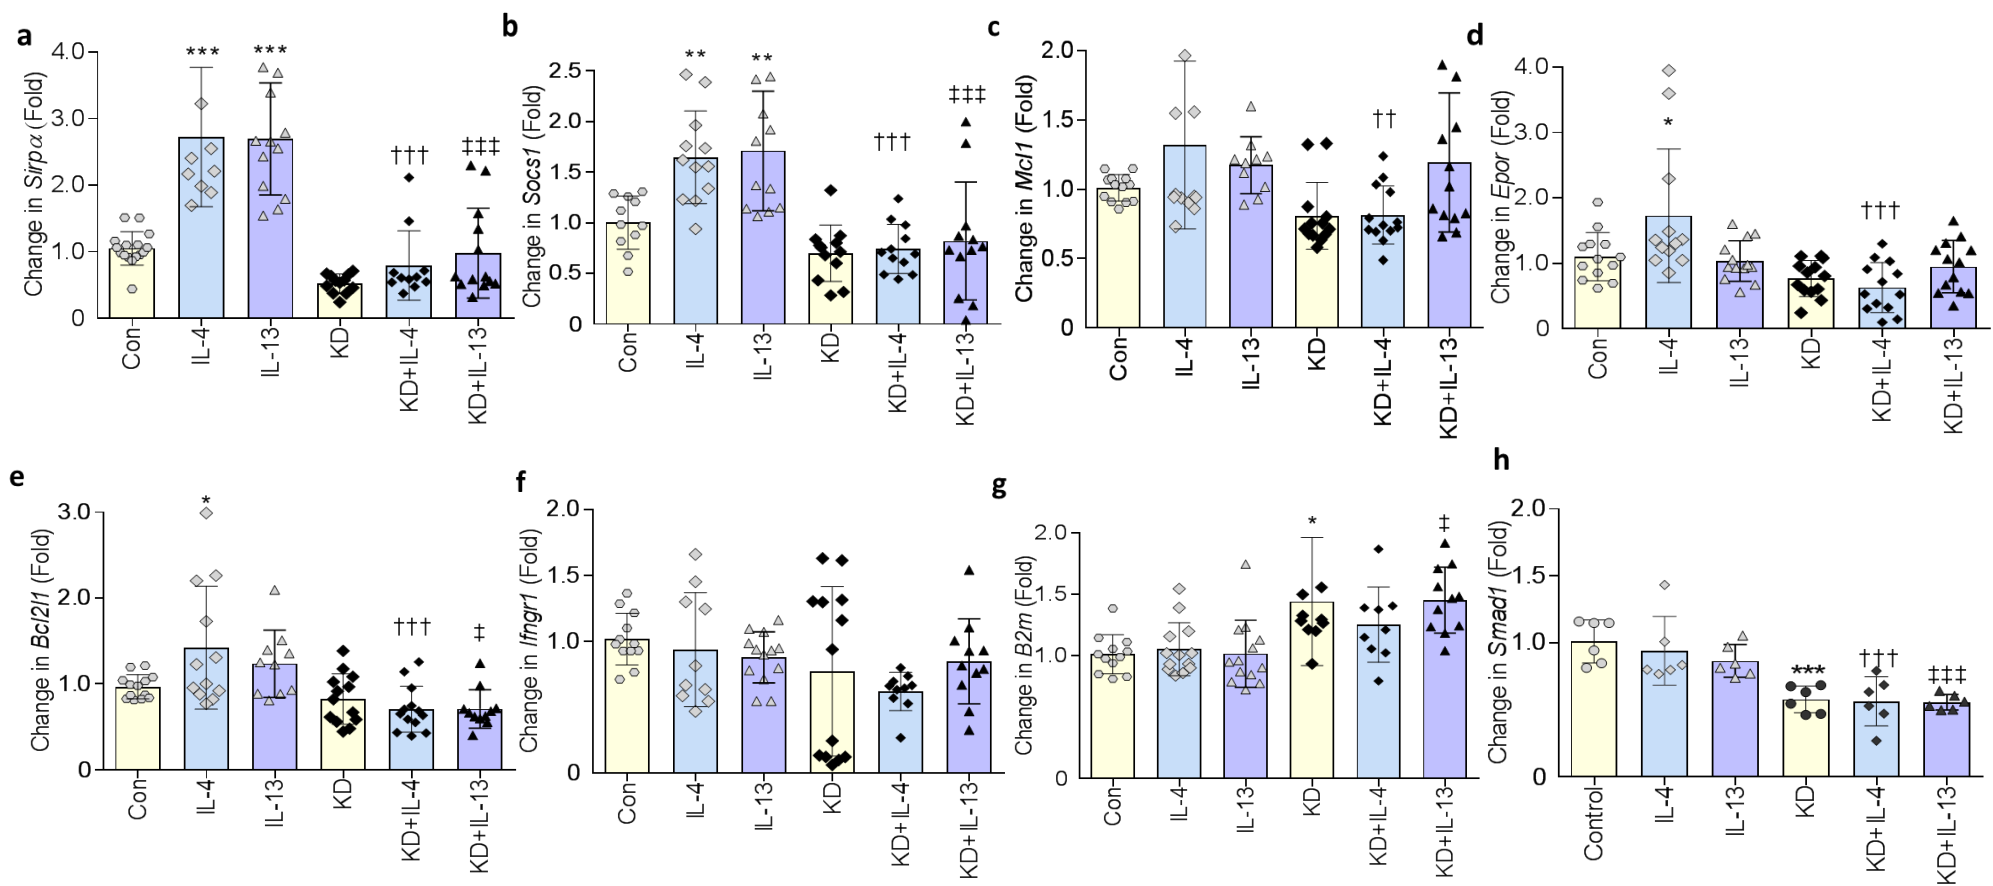 a
Change in Sirpα (Fold)
4.0
3.0
2.0
1.0
0
***
***
†††
‡‡‡
Con
IL-4
IL-13
KD
KD+IL-4
KD+IL-13
b
Change in Socs1 (Fold)
2.5
2.0
1.5
1.0
0.5
0
**
**
†††
‡‡‡
Con
IL-4
IL-13
KD
KD+IL-4
KD+IL-13
c
Change in Mcl1 (Fold)
2.0
1.0
0
††
Con
IL-4
IL-13
KD
KD+IL-4
KD+IL-13
d
Change in Epor (Fold)
4.0
3.0
2.0
1.0
0
*
†††
Con
IL-4
IL-13
KD
KD+IL-4
KD+IL-13
e
Change in Bcl2l1 (Fold)
3.0
2.0
1.0
0
*
†††
‡
Con
IL-4
IL-13
KD
KD+IL-4
KD+IL-13
f
Change in Ifngr1 (Fold)
2.0
1.5
1.0
0
Con
IL-4
IL-13
KD
KD+IL-4
KD+IL-13
g
Change in B2m (Fold)
2.0
1.5
1.0
0
*
‡
Con
IL-4
IL-13
KD
KD+IL-4
KD+IL-13
h
Change in Smad1 (Fold)
2.0
1.5
1.0
0
***
†††
‡‡‡
Control
IL-4
IL-13
KD
KD+IL-4
KD+IL-13